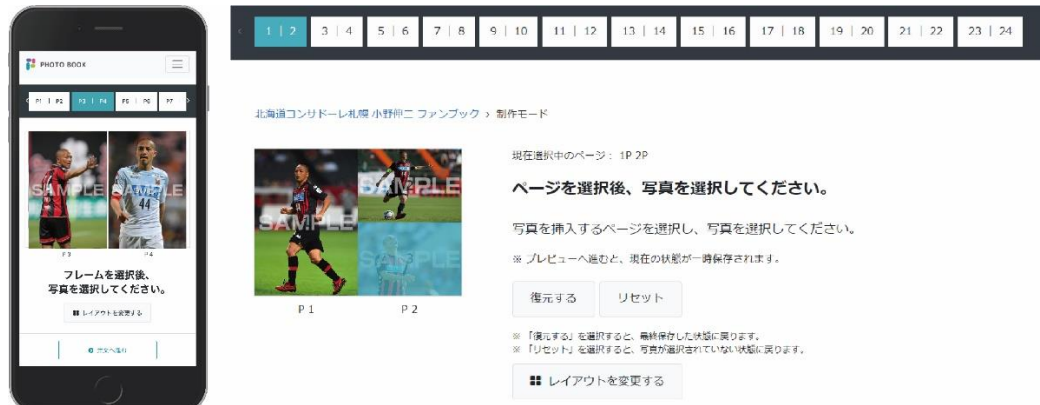 PHOTO BOOK
P1 | P2
P3 | P4
P5 | P6
P7
SAMPLE
SAMPLE
44
P3
P4
フレームを選択後、
写真を選択してください。
レイアウトを変更する
注文へ進む
1 | 2
3 | 4
5 | 6
7 | 8
9 | 10
11 | 12
13 | 14
15 | 16
17 | 18
19 | 20
21 | 22
23 | 24
北海道コンサドーレ札幌 小野伸二 ファンブック › 制作モード
SAMPLE
SAMPLE
SAMPLE
P 1
P 2
現在選択中のページ： 1P 2P
ページを選択後、写真を選択してください。
写真を挿入するページを選択し、写真を選択してください。
※ プレビューへ進むと、現在の状態が一時保存されます。
復元する
リセット
※ 「復元する」を選択すると、最終保存した状態に戻ります。
※ 「リセット」を選択すると、写真が選択されていない状態に戻ります。
レイアウトを変更する